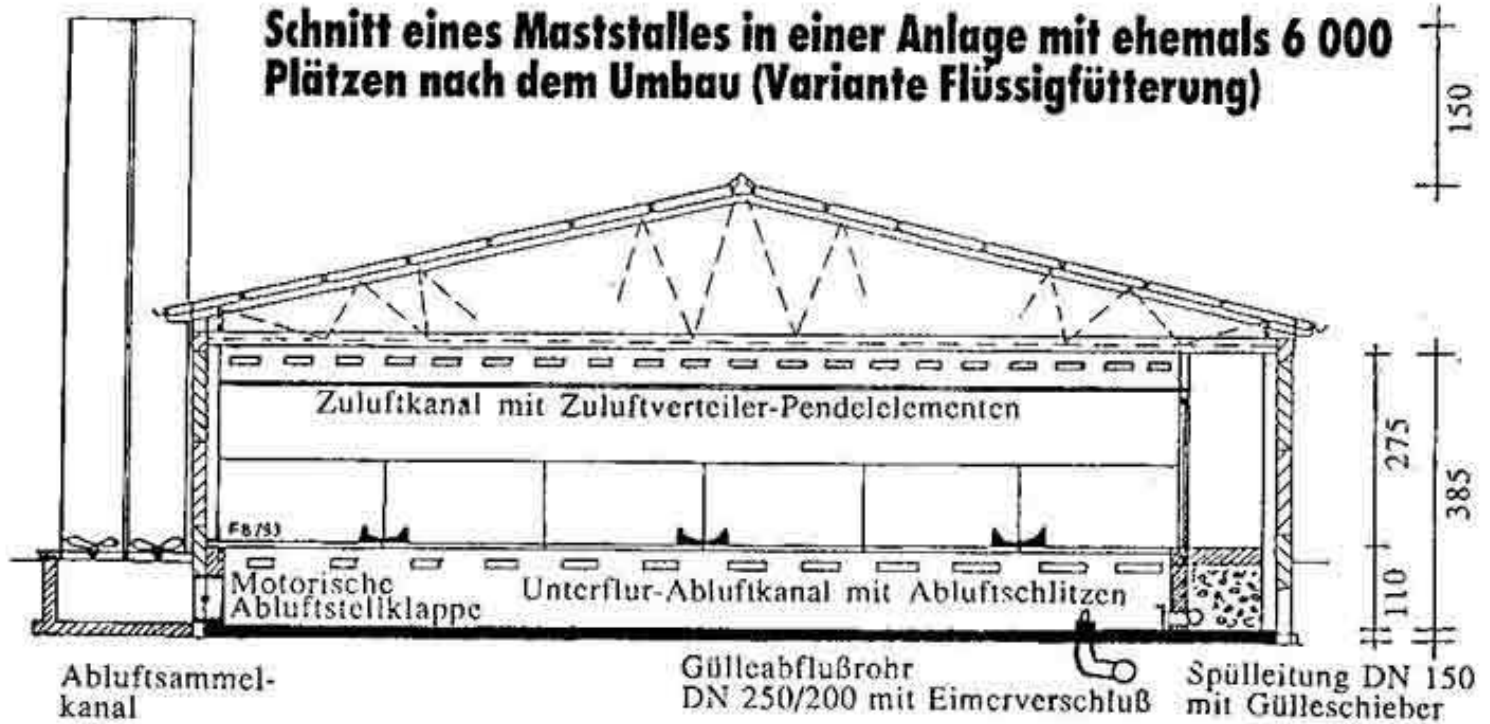 Schnitt eines Maststalles in einer Anlage mit ehemals 6 000
Plätzen nach dem Umbau (Variante Flüssigfütterung)
150
Zuluftkanal mit Zuluftverteiler-Pendelelementen
275
385
FB/93
Motorische
Abluftstellklappe
Unterflur-Abluftkanal mit Abluftschlitzen
110
Abluftsammel-
kanal
Gülleabflußrohr
DN 250/200 mit Eimerverschluß
Spülleitung DN 150
mit Gülleschieber